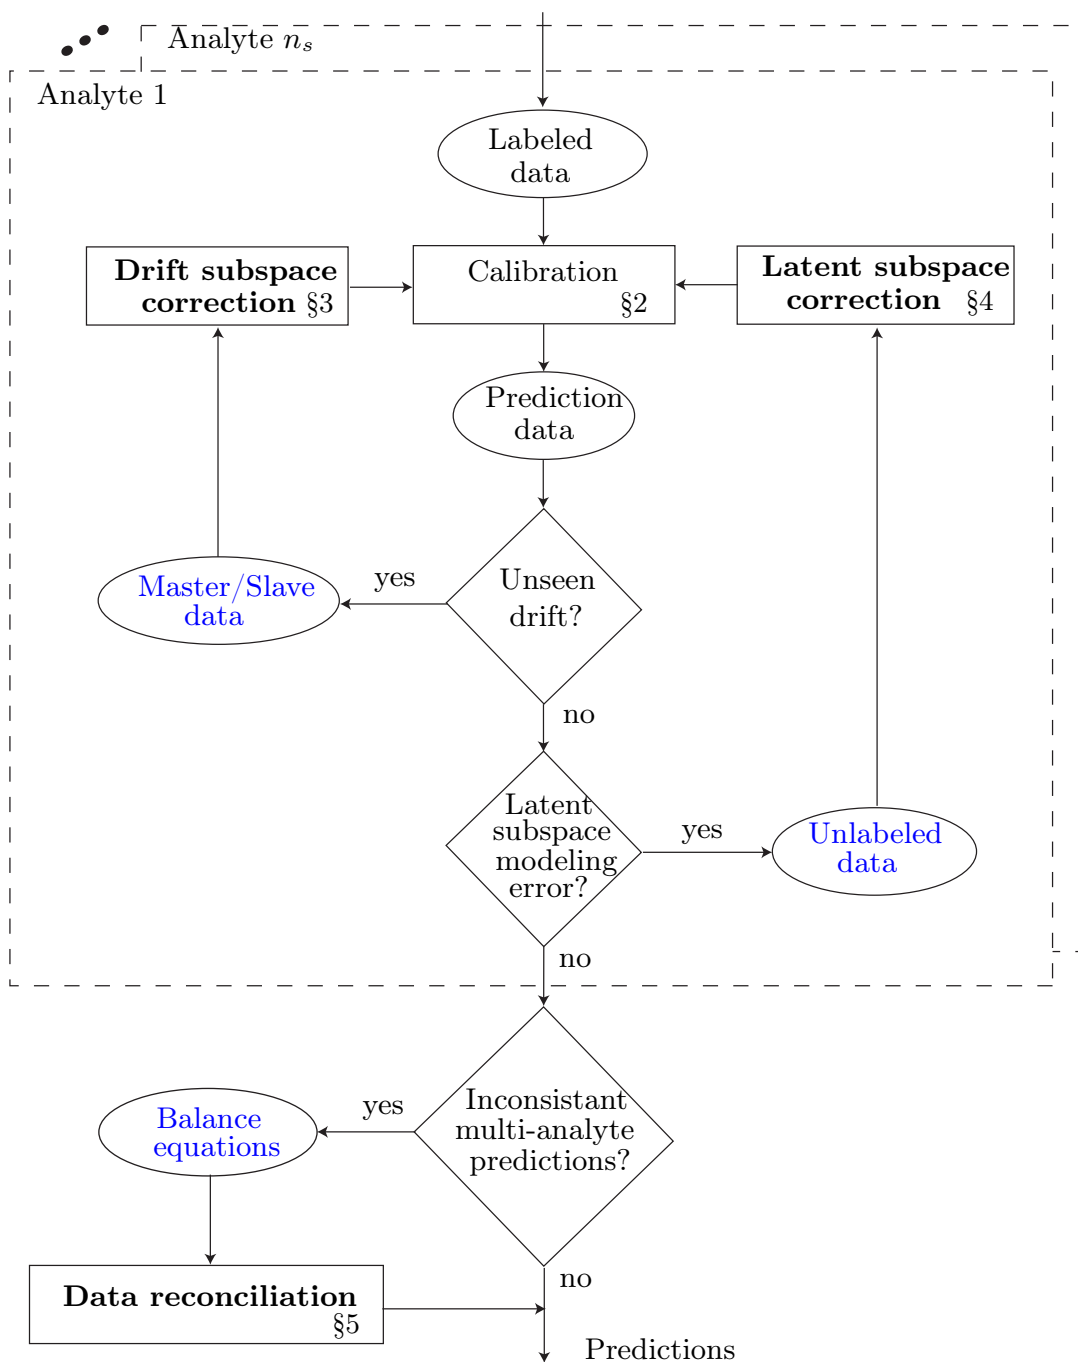 Analyte n_s
Analyte 1
Labeled
data
Drift subspace
correction §3
Calibration
§2
Latent subspace
correction §4
Prediction
data
Unseen
drift?
yes
Master/Slave
data
no
Latent
subspace
modeling
error?
yes
Unlabeled
data
no
Inconsistant
multi-analyte
predictions?
yes
Balance
equations
no
Data reconciliation
§5
Predictions